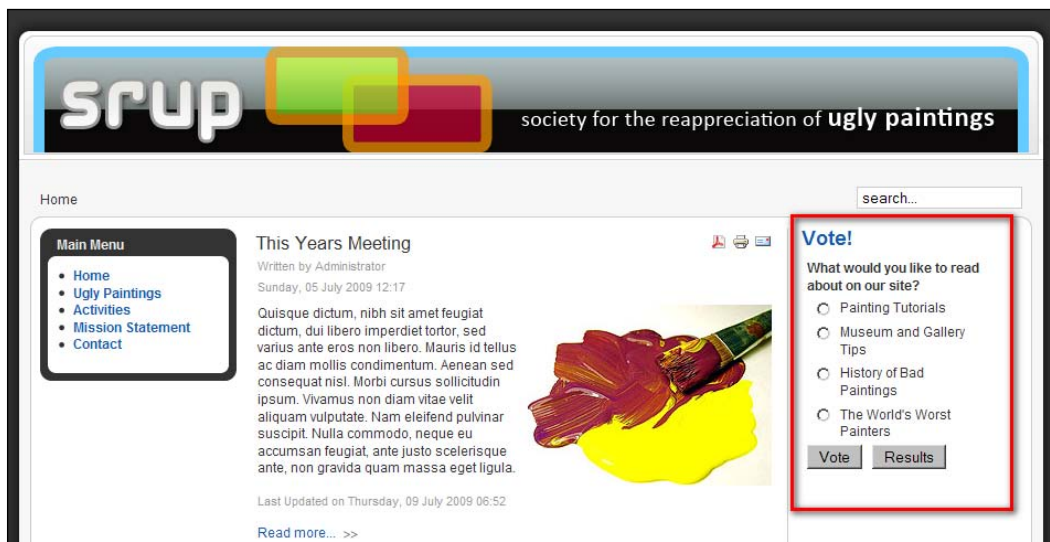 srup
society for the reappreciation of ugly paintings
Home
search...
Main Menu
Home
Ugly Paintings
Activities
Mission Statement
Contact
This Years Meeting
Written by Administrator
Sunday, 05 July 2009 12:17
Quisque dictum, nibh sit amet feugiat
dictum, dui libero imperdiet tortor, sed
varius ante eros non libero. Mauris id tellus
ac diam mollis condimentum. Aenean sed
consequat nisl. Morbi cursus sollicitudin
ipsum. Vivamus non diam vitae velit
aliquam vulputate. Nam eleifend pulvinar
suscipit. Nulla commodo, neque eu
accumsan feugiat, ante justo scelerisque
ante, non gravida quam massa eget ligula.
Last Updated on Thursday, 09 July 2009 06:52
Read more... >>
Vote!
What would you like to read
about on our site?
Painting Tutorials
Museum and Gallery
Tips
History of Bad
Paintings
The World's Worst
Painters
Vote Results